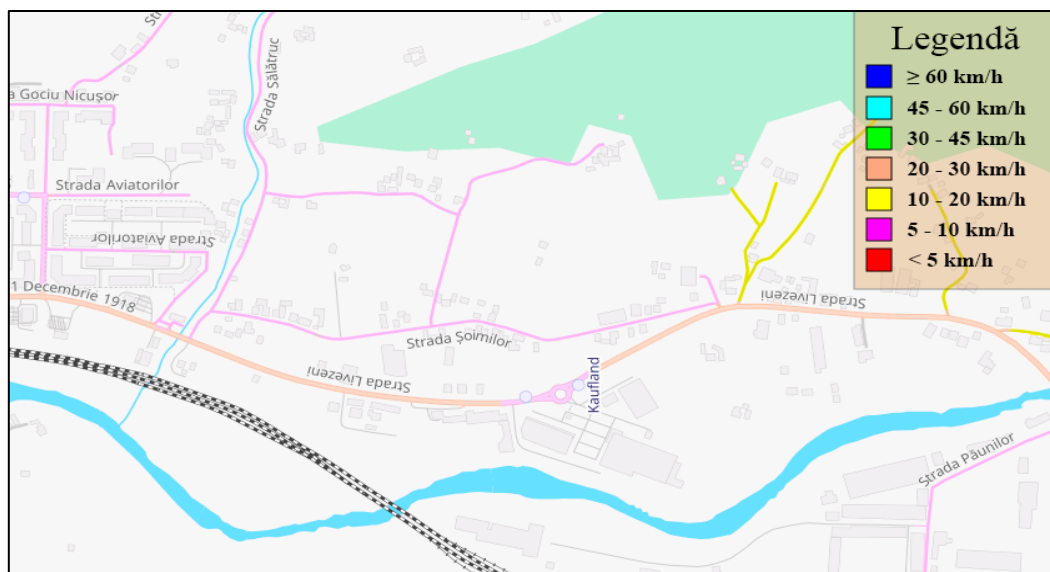 St
a Gociu Nicușor
Strada Sălătruc
Strada Aviatorilor
Strada Aviatorilor
1 Decembrie 1918
Strada Livezeni
Strada Șoimilor
Kaufland
Strada Livezeni
Strada Păunilor
Legendă
≥ 60 km/h
45 - 60 km/h
30 - 45 km/h
20 - 30 km/h
10 - 20 km/h
5 - 10 km/h
< 5 km/h